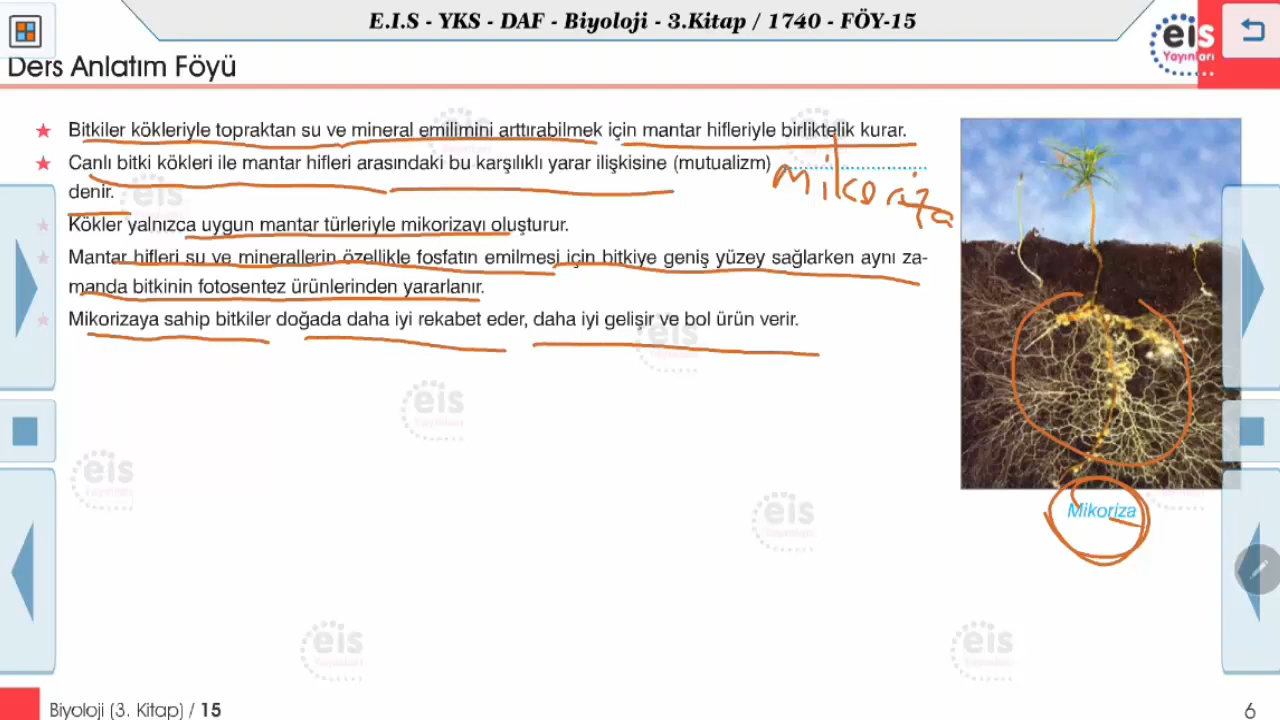 E.I.S - YKS - DAF - Biyoloji - 3.Kitap / 1740 - FÖY-15
eis
Yayınları
Ders Anlatım Föyü
★ Bitkiler kökleriyle topraktan su ve mineral emilimini arttırabilmek için mantar hifleriyle birliktelik kurar.
★ Canlı bitki kökleri ile mantar hifleri arasındaki bu karşılıklı yarar ilişkisine (mutualizm) Mikoriza
denir.
★ Kökler yalnızca uygun mantar türleriyle mikorizayı oluşturur.
★ Mantar hifleri su ve minerallerin özellikle fosfatın emilmesi için bitkiye geniş yüzey sağlarken aynı za-
manda bitkinin fotosentez ürünlerinden yararlanır.
★ Mikorizaya sahip bitkiler doğada daha iyi rekabet eder, daha iyi gelişir ve bol ürün verir.
Mikoriza
Biyoloji (3. Kitap) / 15
6